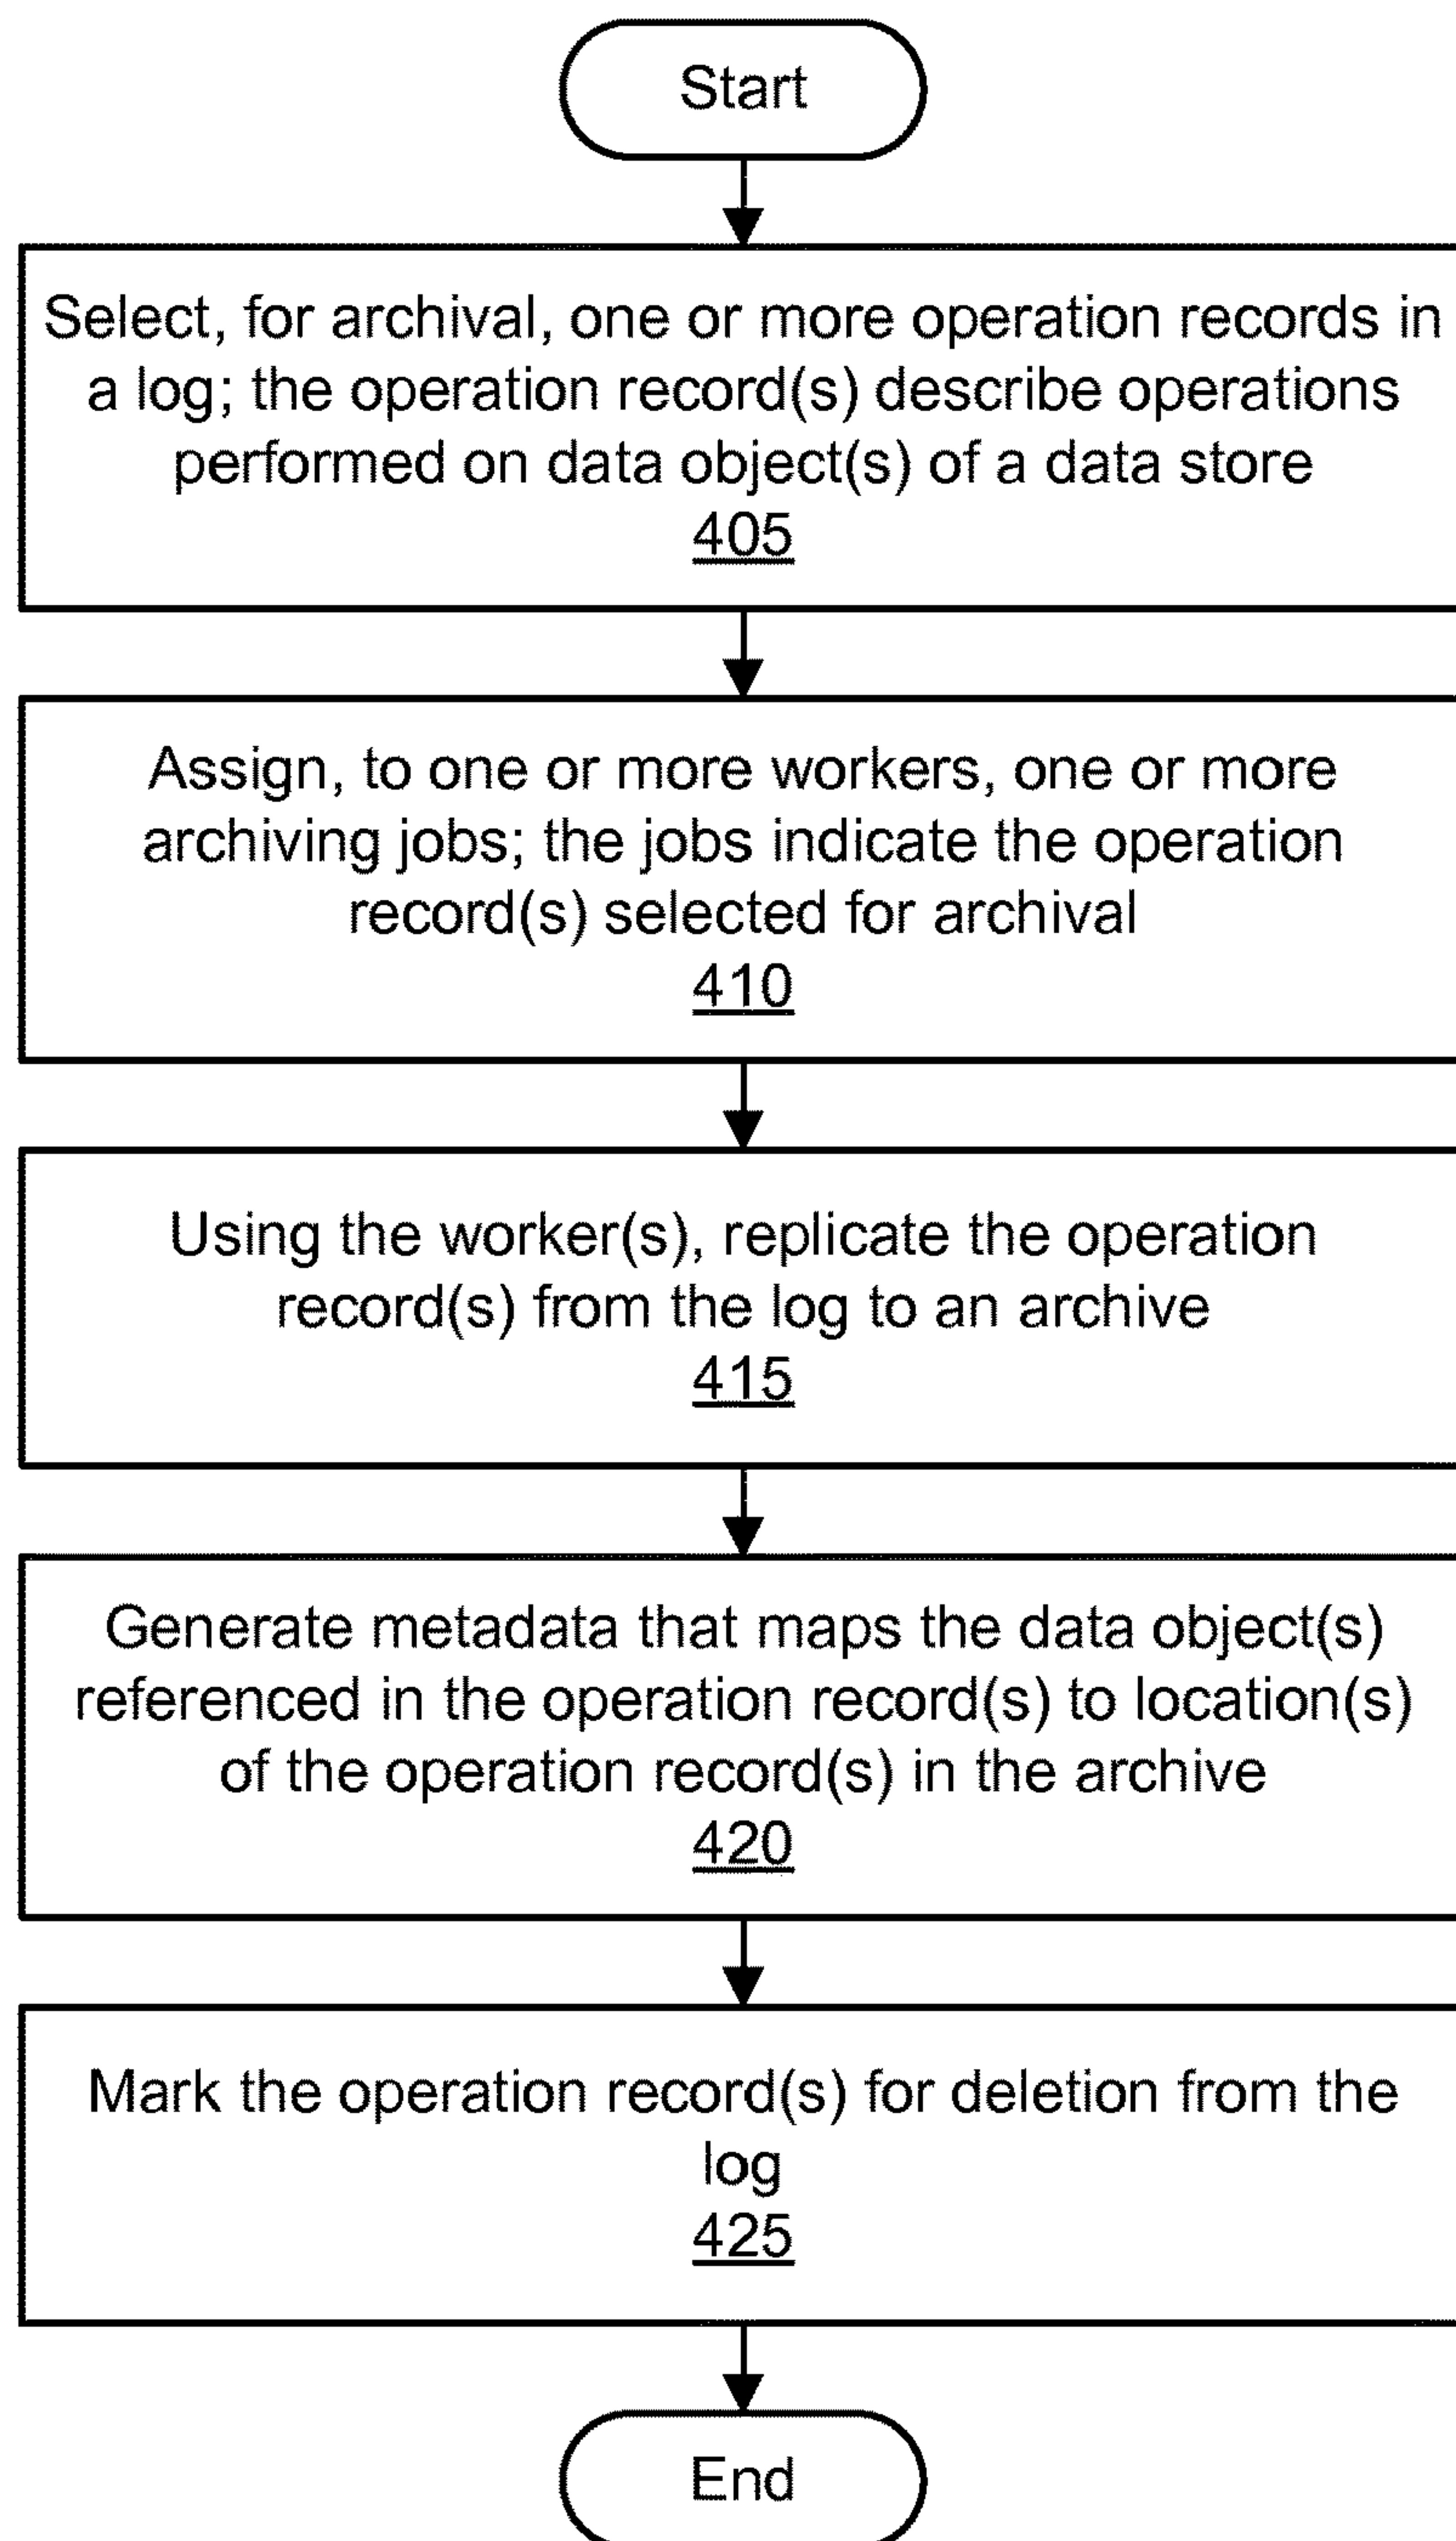 Start
Select, for archival, one or more operation records in
a log; the operation record(s) describe operations
performed on data object(s) of a data store
405
Assign, to one or more workers, one or more
archiving jobs; the jobs indicate the operation
record(s) selected for archival
410
Using the worker(s), replicate the operation
record(s) from the log to an archive
415
Generate metadata that maps the data object(s)
referenced in the operation record(s) to location(s)
of the operation record(s) in the archive
420
Mark the operation record(s) for deletion from the
log
425
End